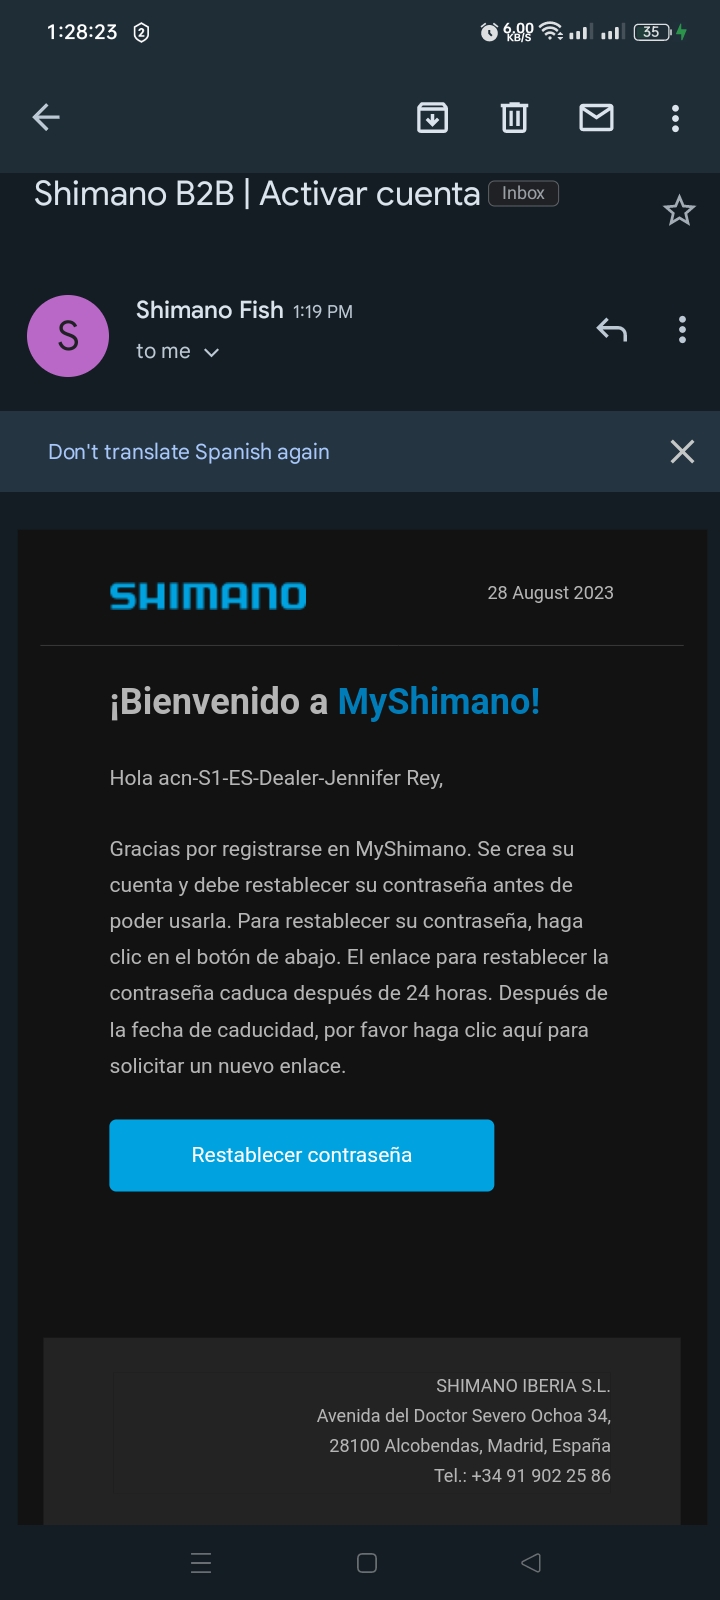 1:28:23
2
6.00
KB/S
35
Shimano B2B | Activar cuenta Inbox
S
Shimano Fish 1:19 PM
to me
Don't translate Spanish again
SHIMANO
28 August 2023
¡Bienvenido a MyShimano!
Hola acn-S1-ES-Dealer-Jennifer Rey,
Gracias por registrarse en MyShimano. Se crea su
cuenta y debe restablecer su contraseña antes de
poder usarla. Para restablecer su contraseña, haga
clic en el botón de abajo. El enlace para restablecer la
contraseña caduca después de 24 horas. Después de
la fecha de caducidad, por favor haga clic aquí para
solicitar un nuevo enlace.
Restablecer contraseña
SHIMANO IBERIA S.L.
Avenida del Doctor Severo Ochoa 34,
28100 Alcobendas, Madrid, España
Tel.: +34 91 902 25 86